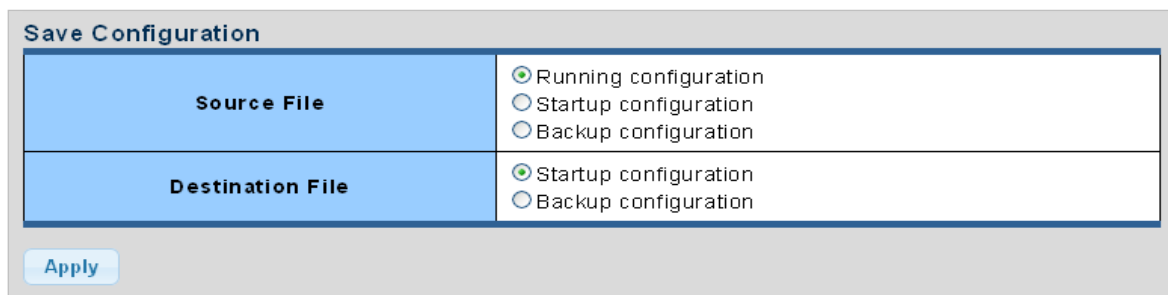 Save Configuration
Source File
Running configuration
Startup configuration
Backup configuration
Destination File
Startup configuration
Backup configuration
Apply